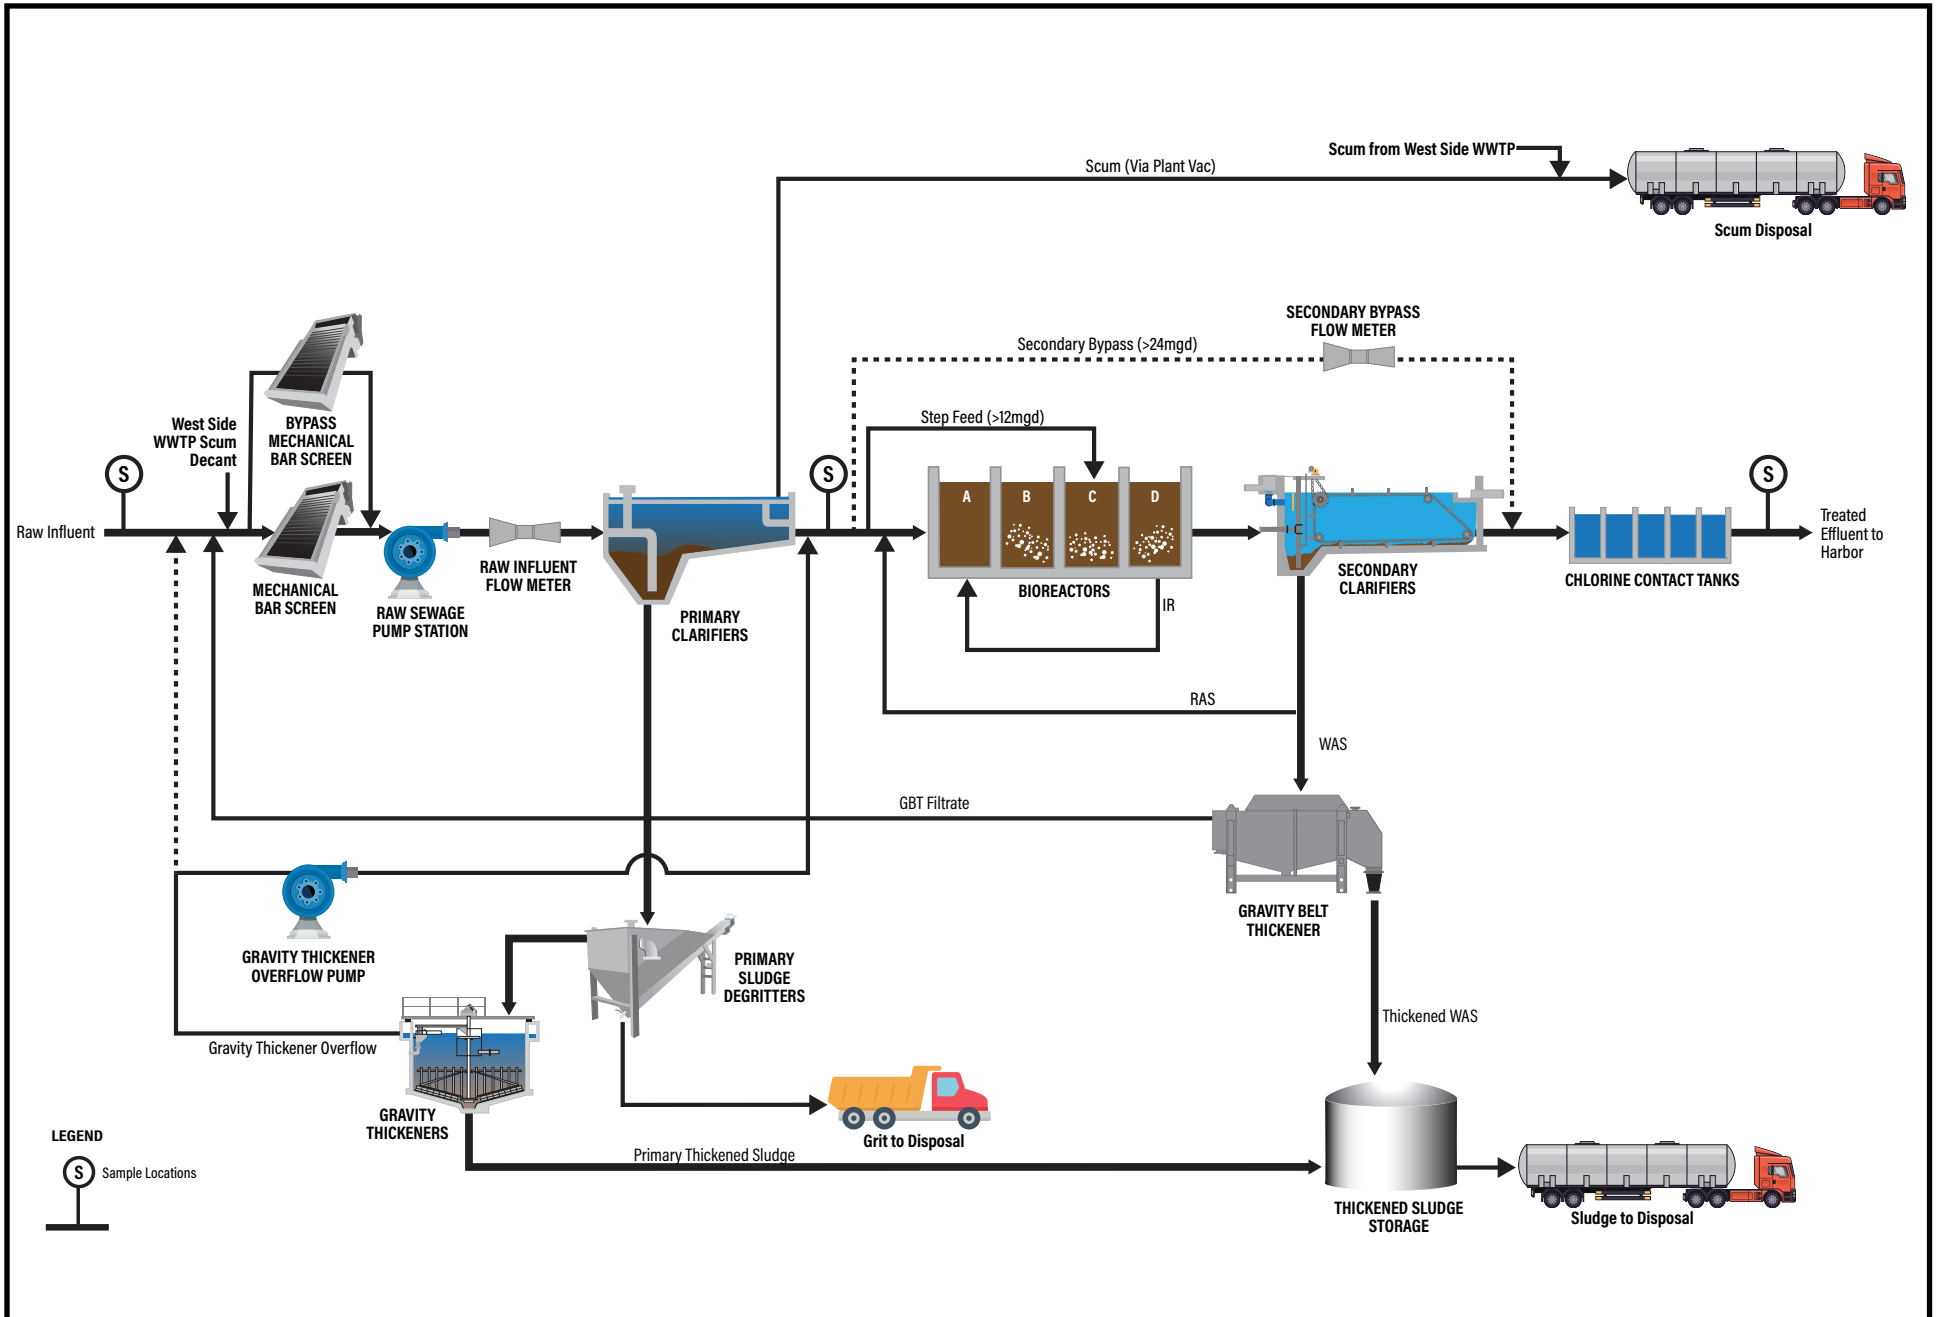 Scum from West Side WWTP
Scum (Via Plant Vac)
Scum Disposal
SECONDARY BYPASS
FLOW METER
Secondary Bypass (>24mgd)
Step Feed (>12mgd)
West Side
WWTP Scum
Decant
BYPASS
MECHANICAL
BAR SCREEN
S
S
S
Raw Influent
A
B
C
D
Treated
Effluent to
Harbor
MECHANICAL
BAR SCREEN
RAW SEWAGE
PUMP STATION
RAW INFLUENT
FLOW METER
PRIMARY
CLARIFIERS
BIOREACTORS
IR
SECONDARY
CLARIFIERS
CHLORINE CONTACT TANKS
RAS
WAS
GBT Filtrate
GRAVITY THICKENER
OVERFLOW PUMP
PRIMARY
SLUDGE
DEGRITTERS
GRAVITY BELT
THICKENER
Gravity Thickener Overflow
Thickened WAS
GRAVITY
THICKENERS
Grit to Disposal
Primary Thickened Sludge
THICKENED SLUDGE
STORAGE
Sludge to Disposal
LEGEND
S
Sample Locations